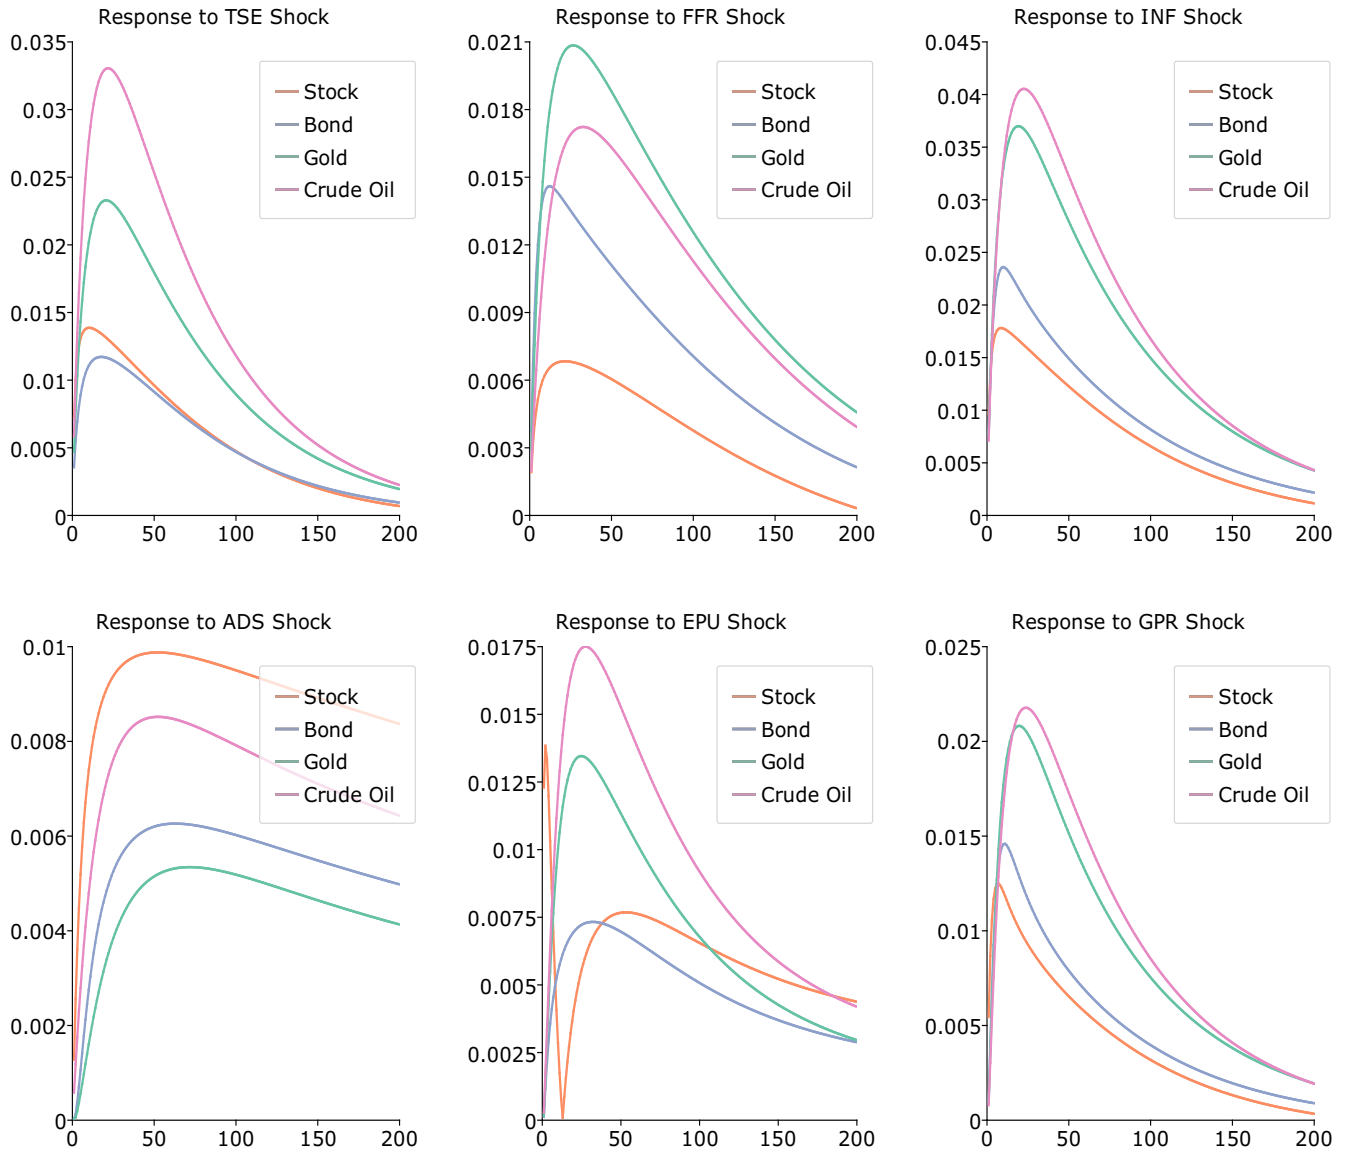 Response to TSE Shock
0.035
0.03
0.025
0.02
0.015
0.01
0.005
0
0 50 100 150 200
Stock
Bond
Gold
Crude Oil
Response to FFR Shock
0.021
0.018
0.015
0.012
0.009
0.006
0.003
0
0 50 100 150 200
Stock
Bond
Gold
Crude Oil
Response to INF Shock
0.045
0.04
0.035
0.03
0.025
0.02
0.015
0.01
0.005
0
0 50 100 150 200
Stock
Bond
Gold
Crude Oil
Response to ADS Shock
0.01
0.008
0.006
0.004
0.002
0
0 50 100 150 200
Stock
Bond
Gold
Crude Oil
Response to EPU Shock
0.0175
0.015
0.0125
0.01
0.0075
0.005
0.0025
0
0 50 100 150 200
Stock
Bond
Gold
Crude Oil
Response to GPR Shock
0.025
0.02
0.015
0.01
0.005
0
0 50 100 150 200
Stock
Bond
Gold
Crude Oil